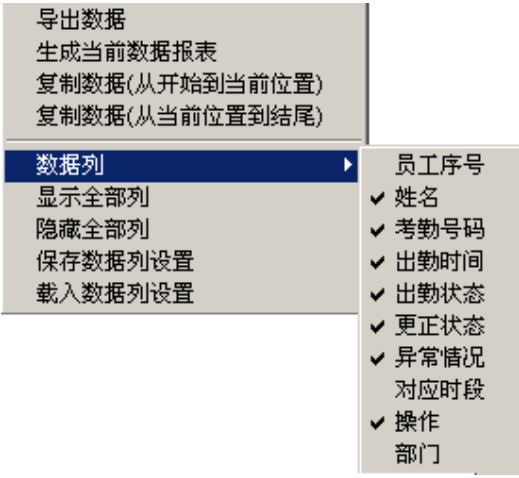 导出数据
生成当前数据报表
复制数据(从开始到当前位置)
复制数据(从当前位置到结尾)
数据列
显示全部列
隐藏全部列
保存数据列设置
载入数据列设置
员工序号
姓名
考勤号码
出勤时间
出勤状态
更正状态
异常情况
对应时段
操作
部门